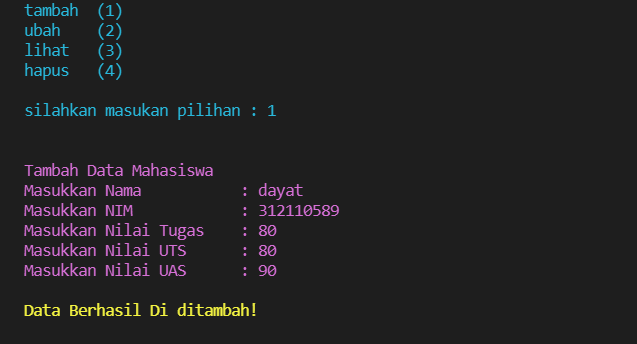 tambah  (1)
ubah    (2)
lihat   (3)
hapus   (4)
silahkan masukan pilihan : 1
Tambah Data Mahasiswa
Masukkan Nama           : dayat
Masukkan NIM            : 312110589
Masukkan Nilai Tugas    : 80
Masukkan Nilai UTS      : 80
Masukkan Nilai UAS      : 90
Data Berhasil Di ditambah!